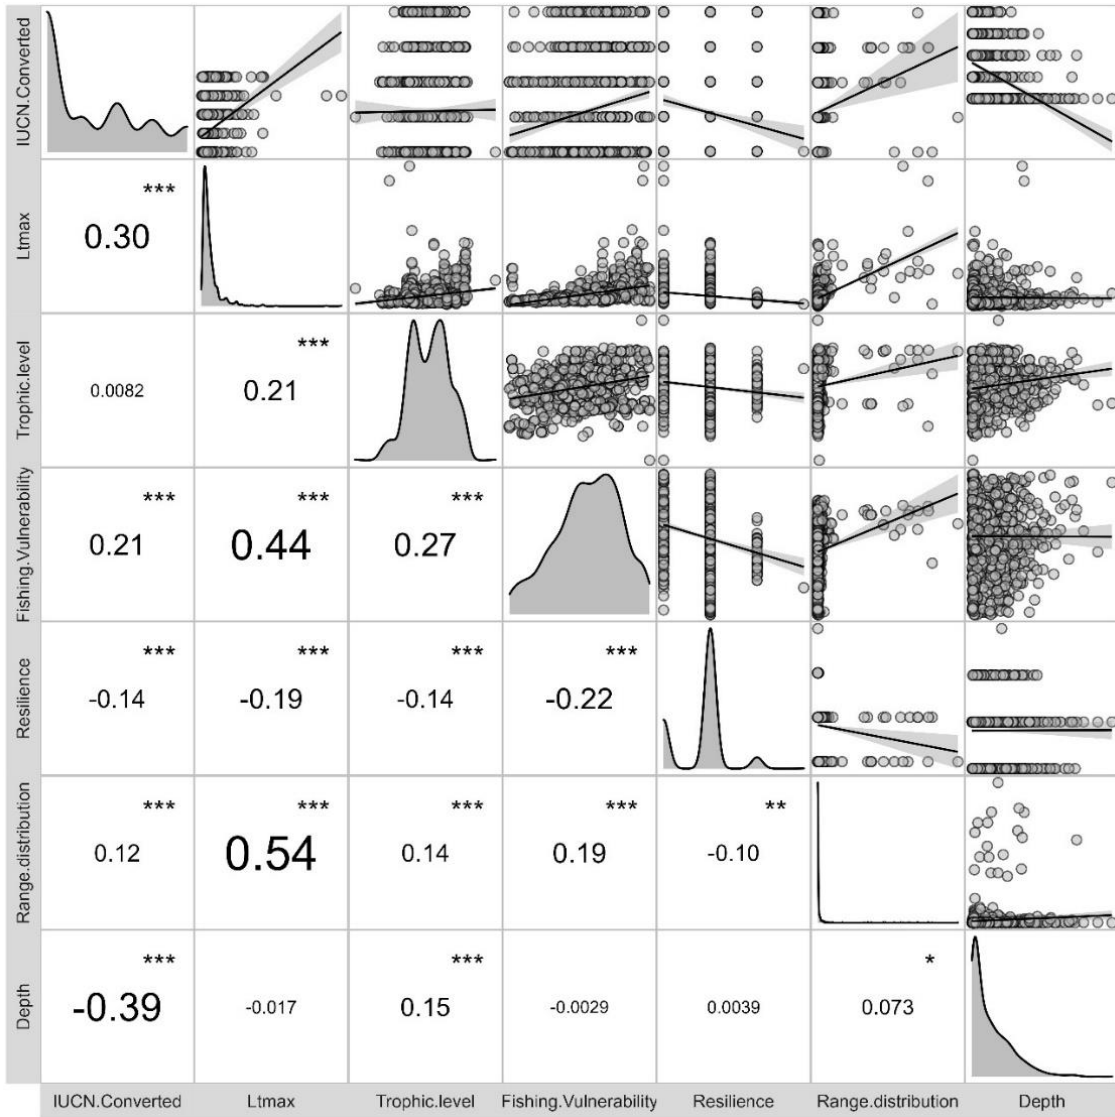 IUCN.Converted
Ltmax
***
0.30
Trophic.level
***
0.0082
0.21
Fishing.Vulnerability
*** *** ***
0.21 0.44 0.27
Resilience
*** *** *** ***
-0.14 -0.19 -0.14 -0.22
Range.distribution
*** *** *** *** **
0.12 0.54 0.14 0.19 -0.10
Depth
*** *** *
-0.39 -0.017 0.15 -0.0029 0.0039 0.073
IUCN.Converted Ltmax Trophic.level Fishing.Vulnerability Resilience Range.distribution Depth